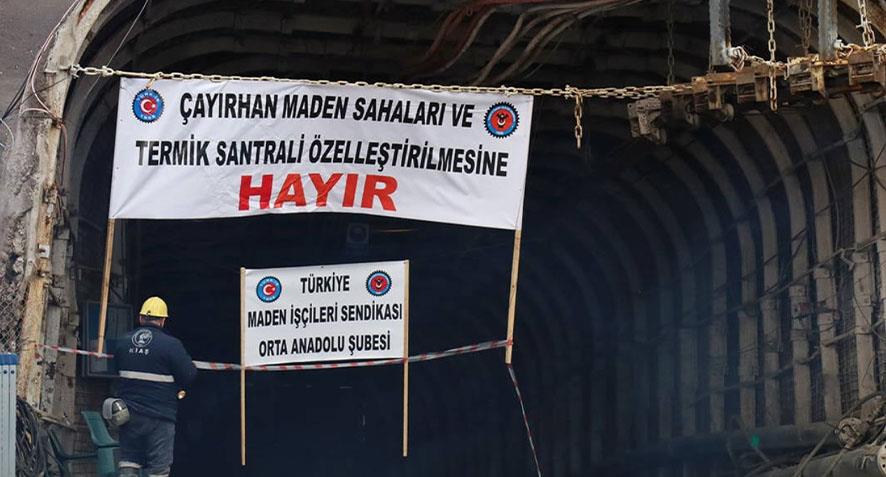 ÇAYIRHAN MADEN SAHALARI VE
TERMİK SANTRALİ ÖZELLEŞTİRİLMESİNE
HAYIR
TÜRKİYE
MADEN İŞÇİLERİ SENDİKASI
ORTA ANADOLU ŞUBESİ